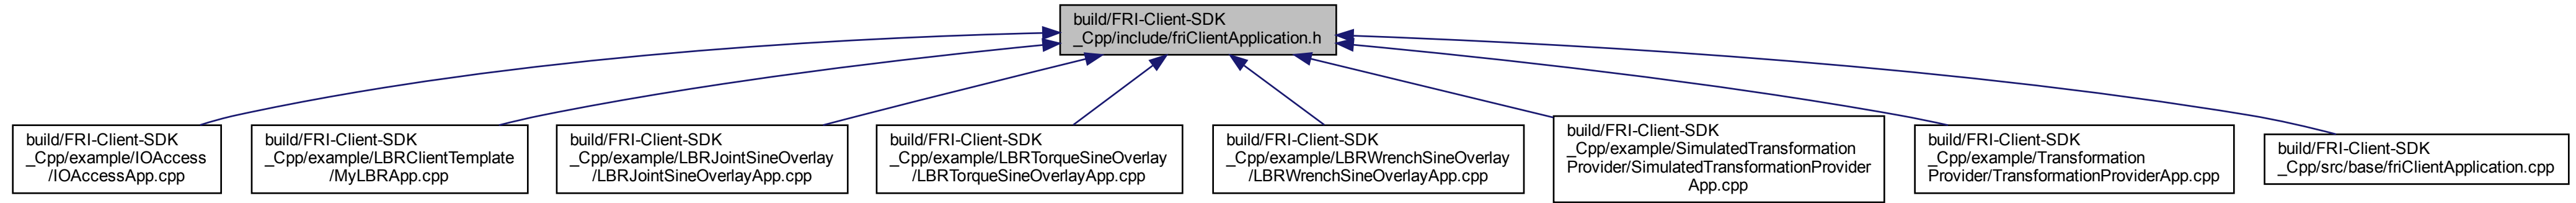 build/FRI-Client-SDK
_Cpp/include/friClientApplication.h
build/FRI-Client-SDK
_Cpp/example/IOAccess
/IOAccessApp.cpp
build/FRI-Client-SDK
_Cpp/example/LBRClientTemplate
/MyLBRApp.cpp
build/FRI-Client-SDK
_Cpp/example/LBRJointSineOverlay
/LBRJointSineOverlayApp.cpp
build/FRI-Client-SDK
_Cpp/example/LBRTorqueSineOverlay
/LBRTorqueSineOverlayApp.cpp
build/FRI-Client-SDK
_Cpp/example/LBRWrenchSineOverlay
/LBRWrenchSineOverlayApp.cpp
build/FRI-Client-SDK
_Cpp/example/SimulatedTransformation
Provider/SimulatedTransformationProvider
App.cpp
build/FRI-Client-SDK
_Cpp/example/Transformation
Provider/TransformationProviderApp.cpp
build/FRI-Client-SDK
_Cpp/src/base/friClientApplication.cpp